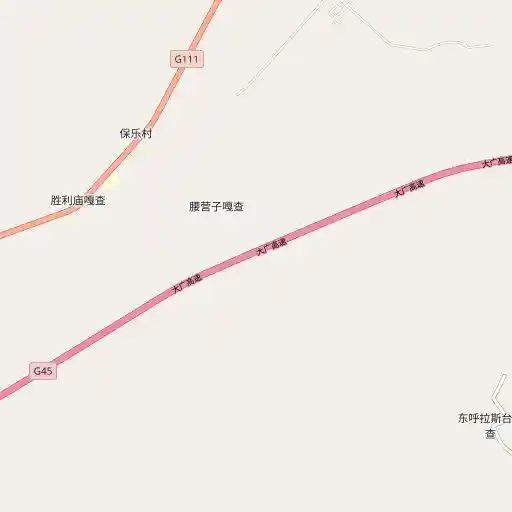 G111
保乐村
大广高速
大广高速
胜利庙嘎查
腰营子嘎查
大广高速
大广高速
G45
东呼拉斯台
查